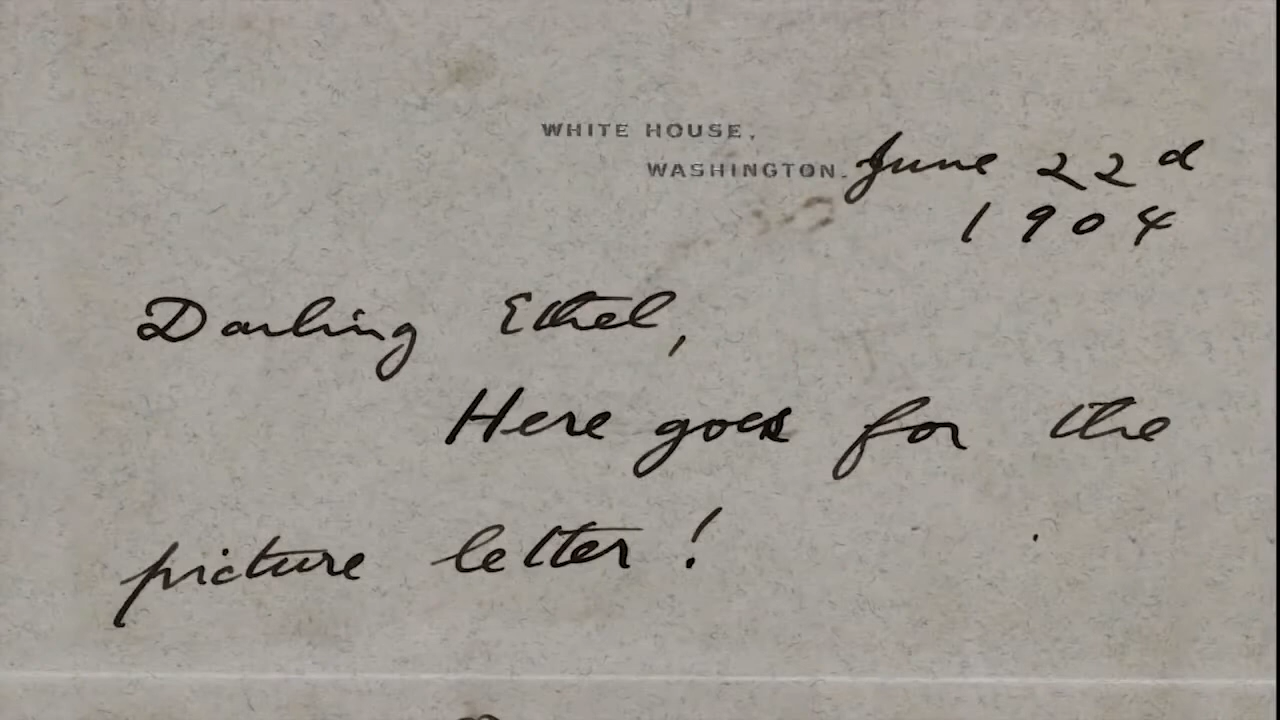 WHITE HOUSE,
WASHINGTON. June 22d
1904
Darling Ethel,
Here goes for the
picture letter!